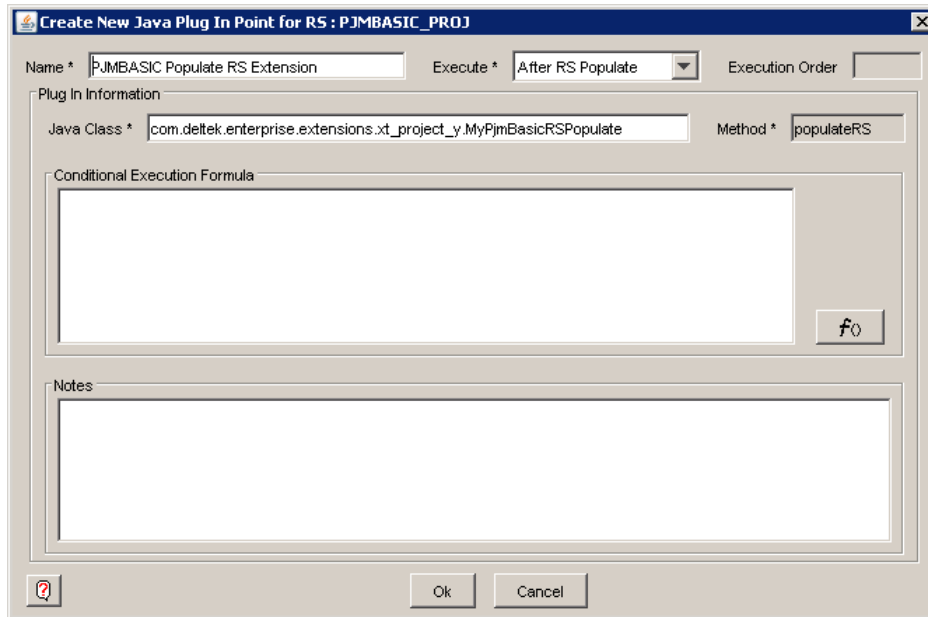 Create New Java Plug In Point for RS : PJMBASIC_PROJ
Name * PJMBASIC Populate RS Extension Execute * After RS Populate Execution Order
Plug In Information
Java Class * com.deltek.enterprise.extensions.xt_project_y.MyPjmBasicRSPopulate Method * populateRS
Conditional Execution Formula
f()
Notes
Ok Cancel